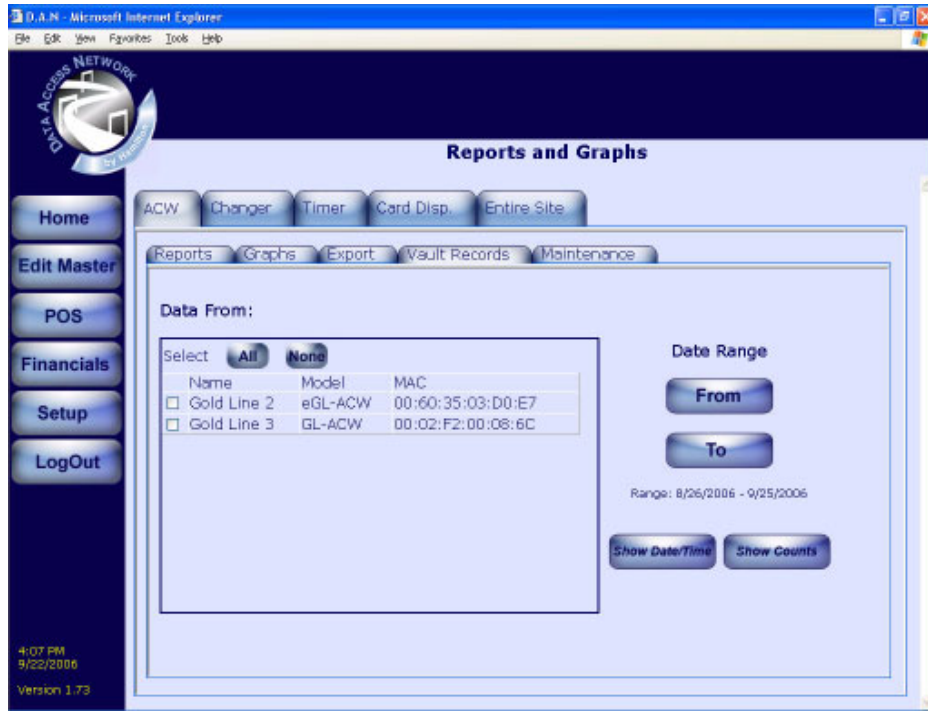 D.A.N - Microsoft Internet Explorer
File Edit View Favorites Tools Help
DATA ACCESS NETWORK
by Hamilton
Reports and Graphs
Home
Edit Master
POS
Financials
Setup
LogOut
ACW Changer Timer Card Disp. Entire Site
Reports Graphs Export Vault Records Maintenance
Data From:
Select All None
Name Model MAC
Gold Line 2 eGL-ACW 00:60:35:03:D0:E7
Gold Line 3 GL-ACW 00:02:F2:00:08:6C
Date Range
From
To
Range: 8/26/2006 - 9/25/2006
Show Date/Time Show Counts
4:07 PM
9/22/2006
Version 1.73